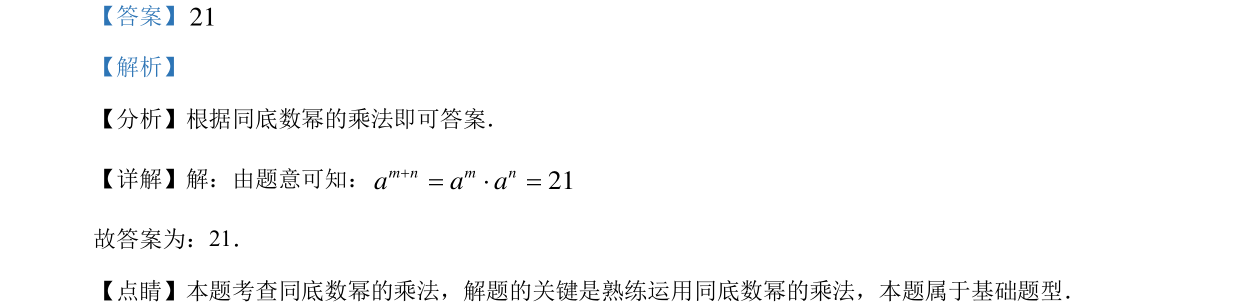 【答案】21
【解析】
【分析】根据同底数幂的乘法即可答案．
【详解】解：由题意可知：a^{m+n} = a^m · a^n = 21
故答案为：21．
【点睛】本题考查同底数幂的乘法，解题的关键是熟练运用同底数幂的乘法，本题属于基础题型．